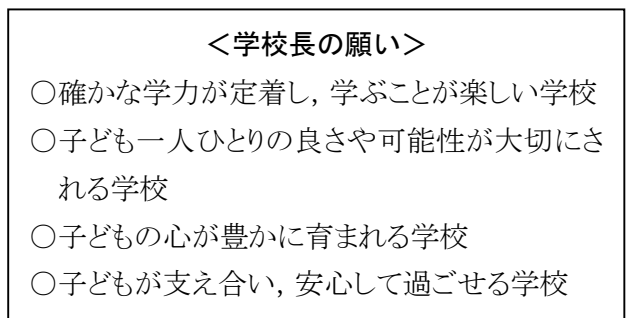 ＜学校長の願い＞
○確かな学力が定着し，学ぶことが楽しい学校
○子ども一人ひとりの良さや可能性が大切にさ
れる学校
○子どもの心が豊かに育まれる学校
○子どもが支え合い，安心して過ごせる学校